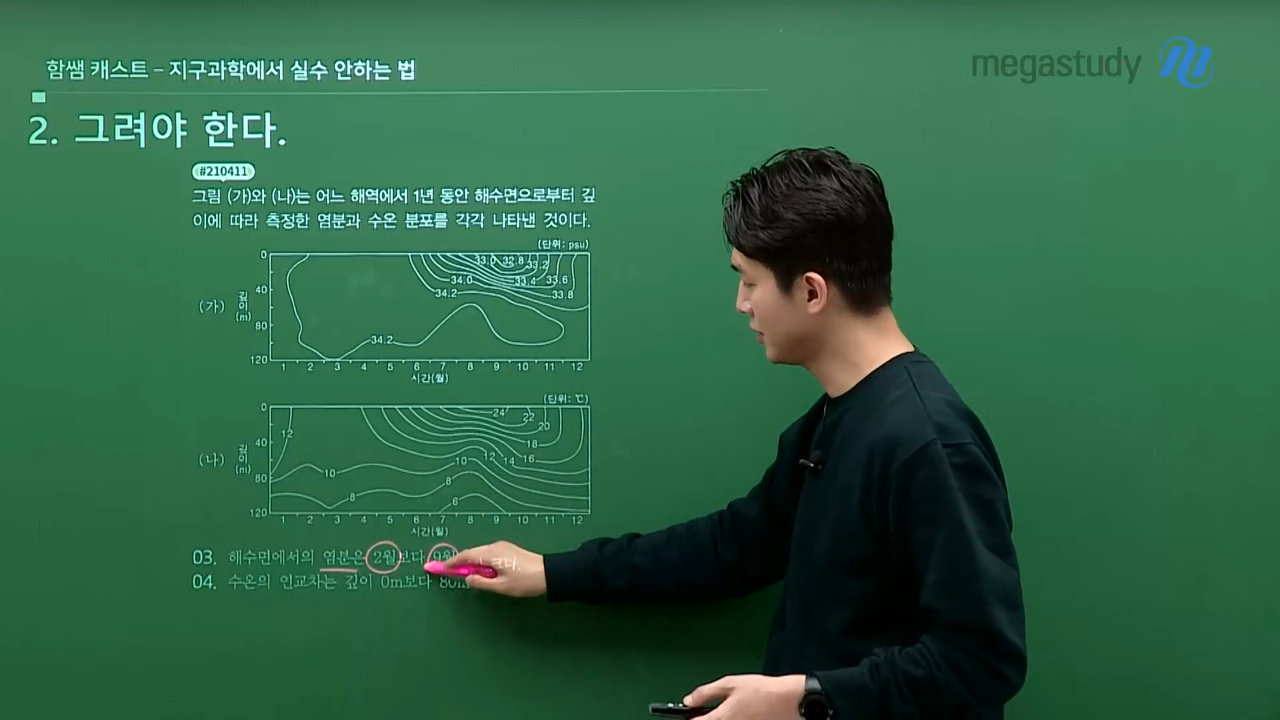 함쌤 캐스트 – 지구과학에서 실수 안하는 법
megastudy
2. 그려야 한다.
#210411
그림 (가)와 (나)는 어느 해역에서 1년 동안 해수면으로부터 깊
이에 따라 측정한 염분과 수온 분포를 각각 나타낸 것이다.
(단위: psu)
(가)
깊이(m)
0
40
80
120
33.0 32.8 33.2
34.0 33.4 33.6
34.2 33.8
34.2
1 2 3 4 5 6 7 8 9 10 11 12
시간(월)
(단위: ℃)
(나)
깊이(m)
0
40
80
120
24 22
12 20
18
10 10 12 14 16
8 8
6
1 2 3 4 5 6 7 8 9 10 11 12
시간(월)
03. 해수면에서의 염분은 2월보다 9월 크다.
04. 수온의 연교차는 깊이 0m보다 80m